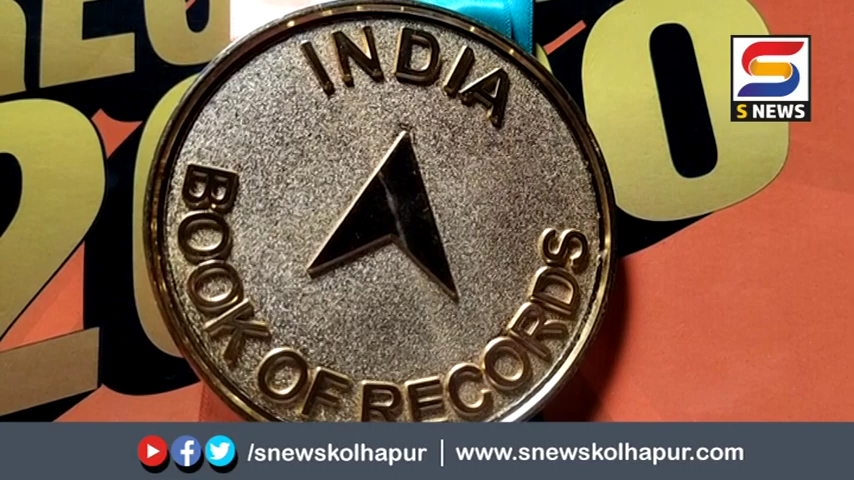 INDIA
BOOK OF RECORDS
S NEWS
/snewskolhapur | www.snewskolhapur.com